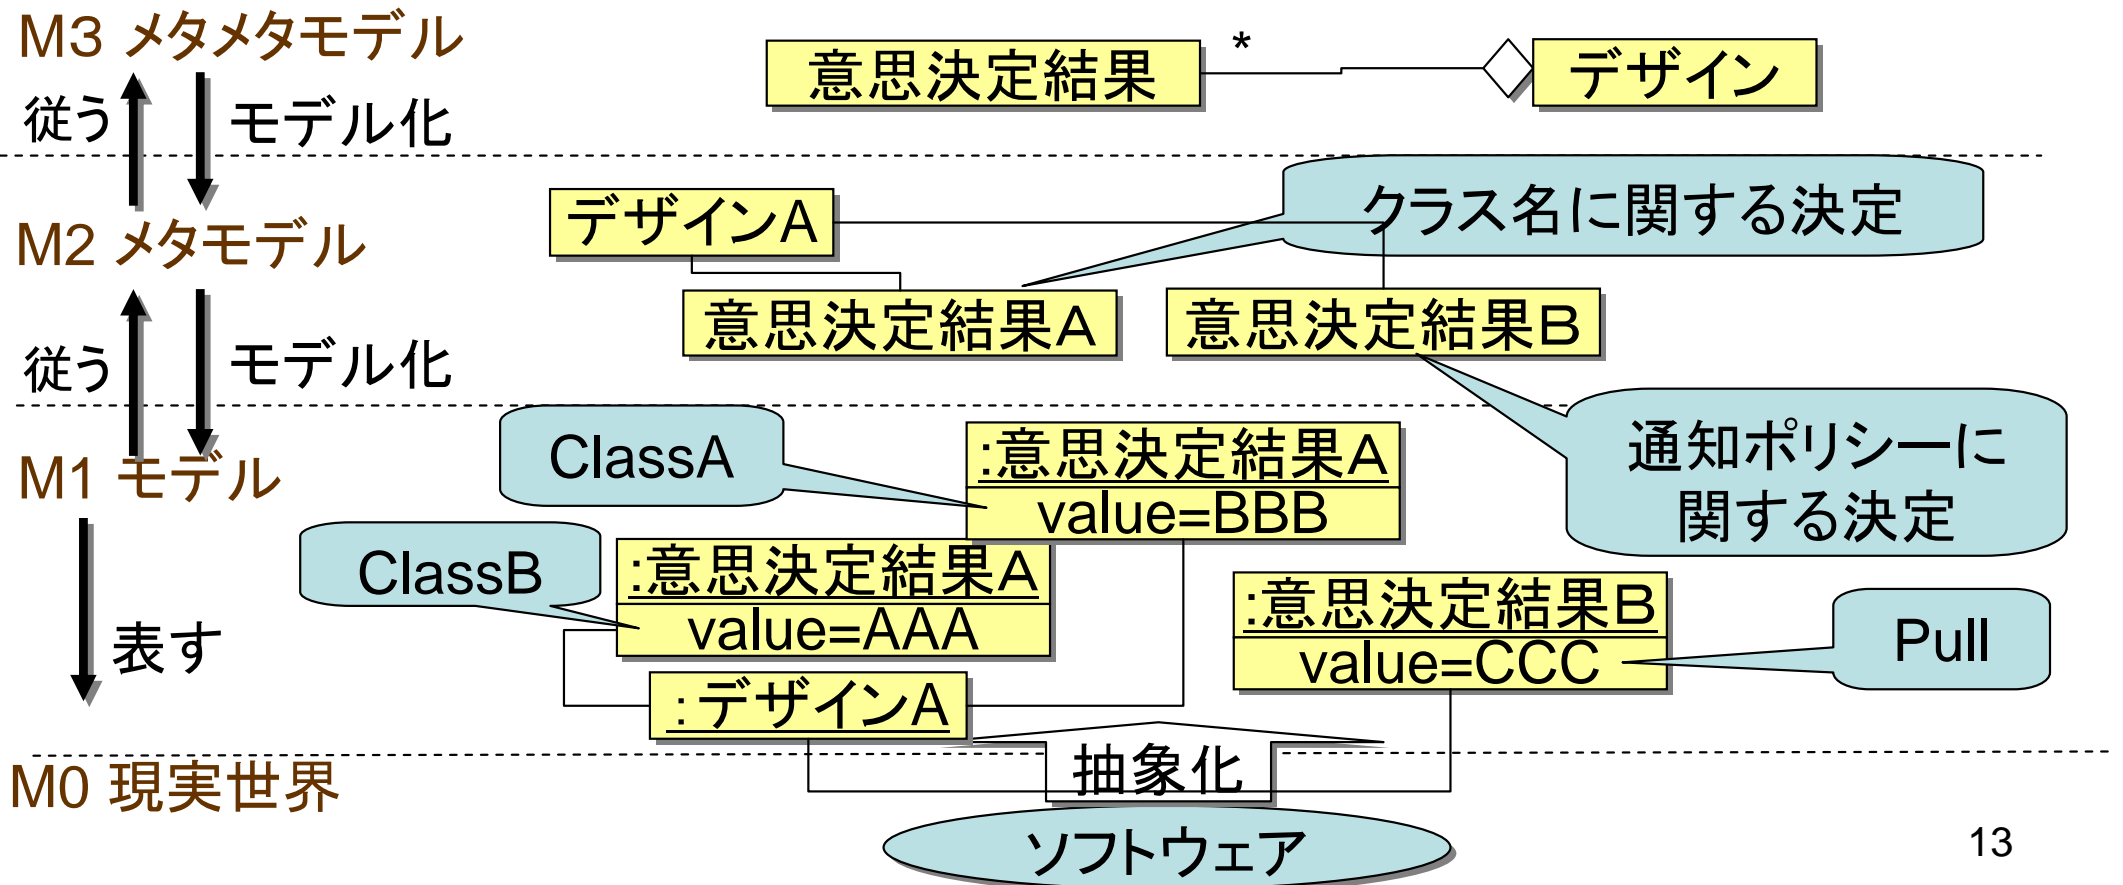 M3 メタメタモデル
意思決定結果
*
デザイン
従う
モデル化
クラス名に関する決定
デザインA
M2 メタモデル
意思決定結果A
意思決定結果B
従う
モデル化
通知ポリシーに
関する決定
ClassA
:意思決定結果A
value=BBB
M1 モデル
ClassB
:意思決定結果A
value=AAA
:意思決定結果B
value=CCC
Pull
表す
:デザインA
抽象化
M0 現実世界
ソフトウェア
13